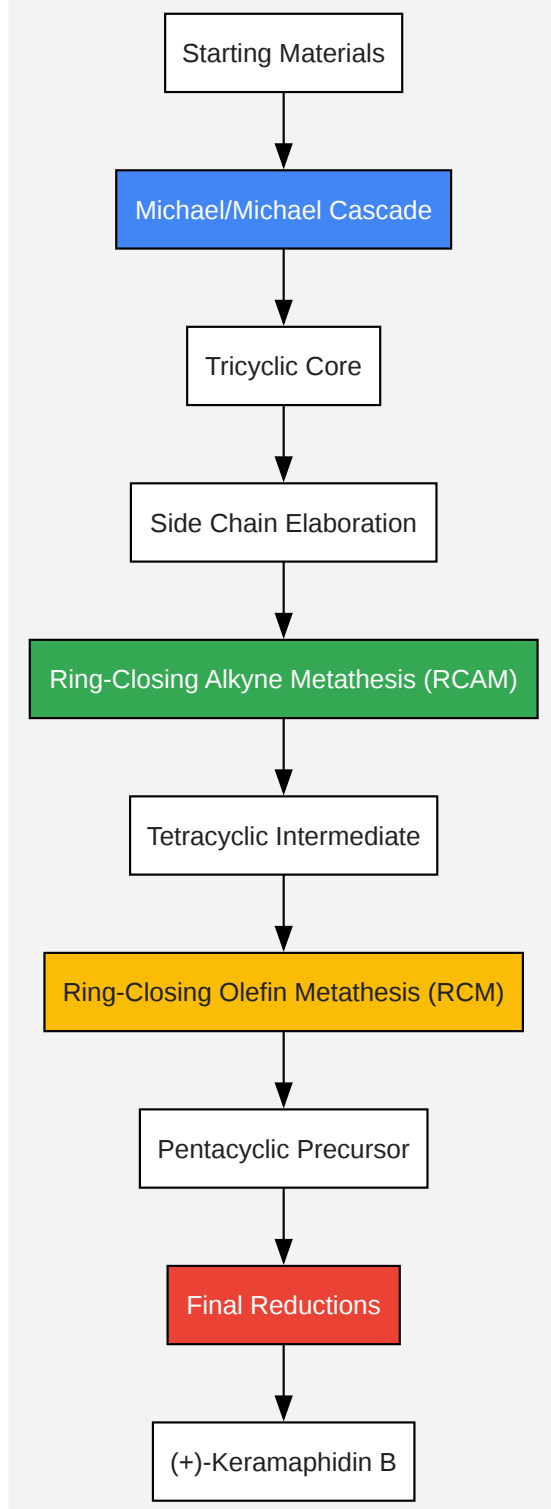 Starting Materials
Michael/Michael Cascade
Tricyclic Core
Side Chain Elaboration
Ring-Closing Alkyne Metathesis (RCAM)
Tetracyclic Intermediate
Ring-Closing Olefin Metathesis (RCM)
Pentacyclic Precursor
Final Reductions
(+)-Keramaphidin B